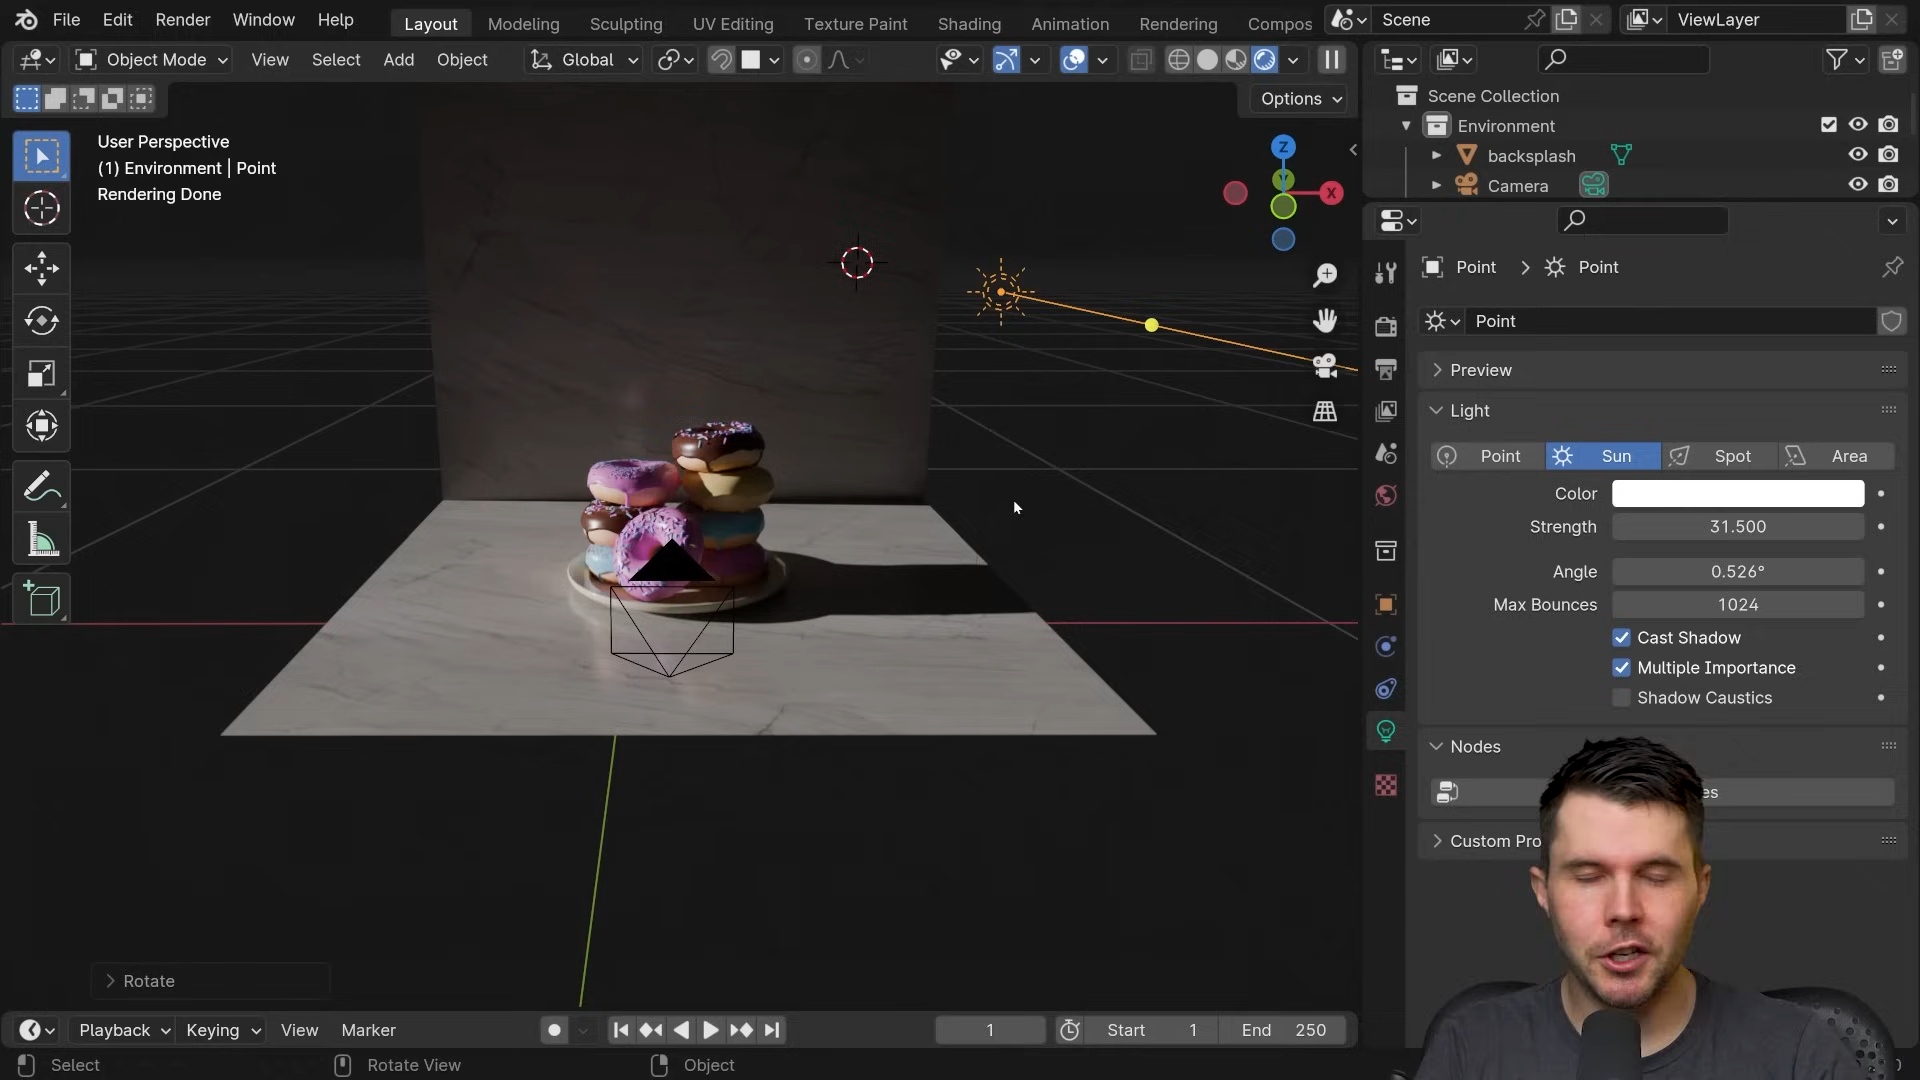 File Edit Render Window Help Layout Modeling Sculpting UV Editing Texture Paint Shading Animation Rendering Compos Scene ViewLayer
Object Mode View Select Add Object Global
Options
User Perspective
(1) Environment | Point
Rendering Done
Z
Y
X
Scene Collection
Environment
backsplash
Camera
Point > Point
Point
Preview
Light
Point Sun Spot Area
Color
Strength 31.500
Angle 0.526°
Max Bounces 1024
Cast Shadow
Multiple Importance
Shadow Caustics
Nodes
es
Custom Pro
Rotate
Playback Keying View Marker 1 Start 1 End 250
Select Rotate View Object